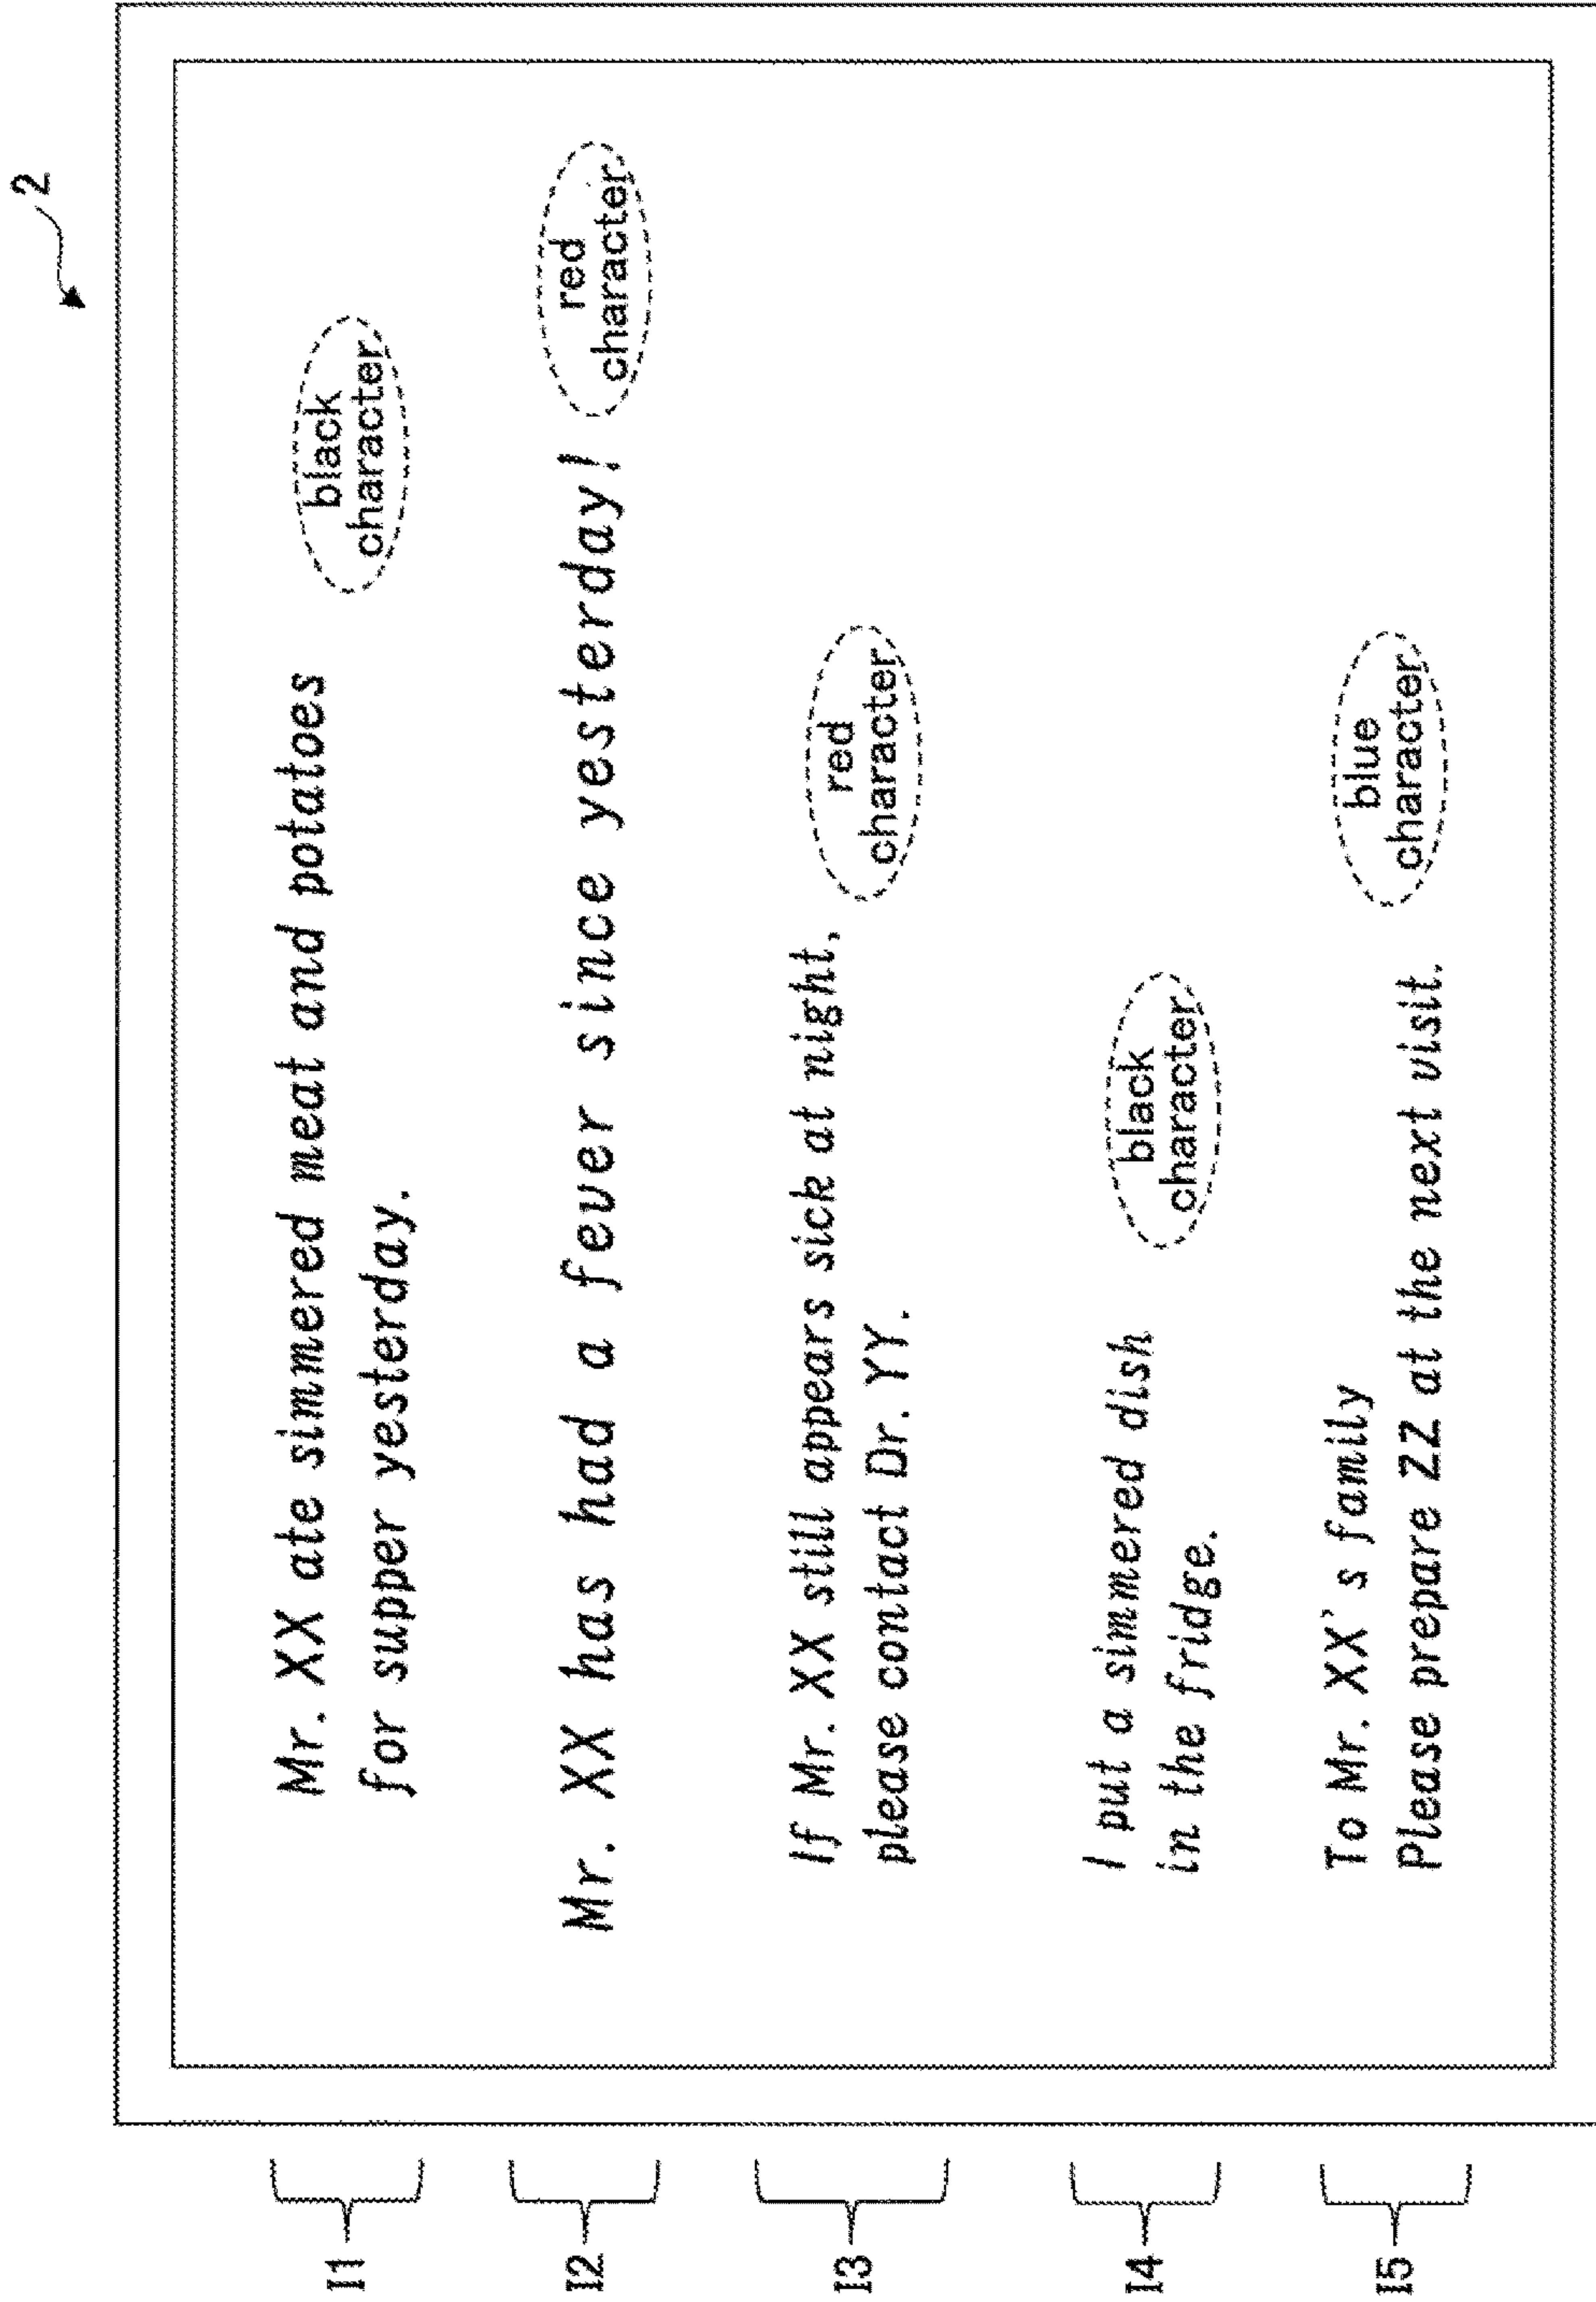 2
I1
Mr. XX ate simmered meat and potatoes
for supper yesterday.
black
character
I2
Mr. XX has had a fever since yesterday!
red
character
I3
If Mr. XX still appears sick at night,
please contact Dr. YY.
red
character
I4
I put a simmered dish
in the fridge.
black
character
I5
To Mr. XX's family
Please prepare ZZ at the next visit.
blue
character